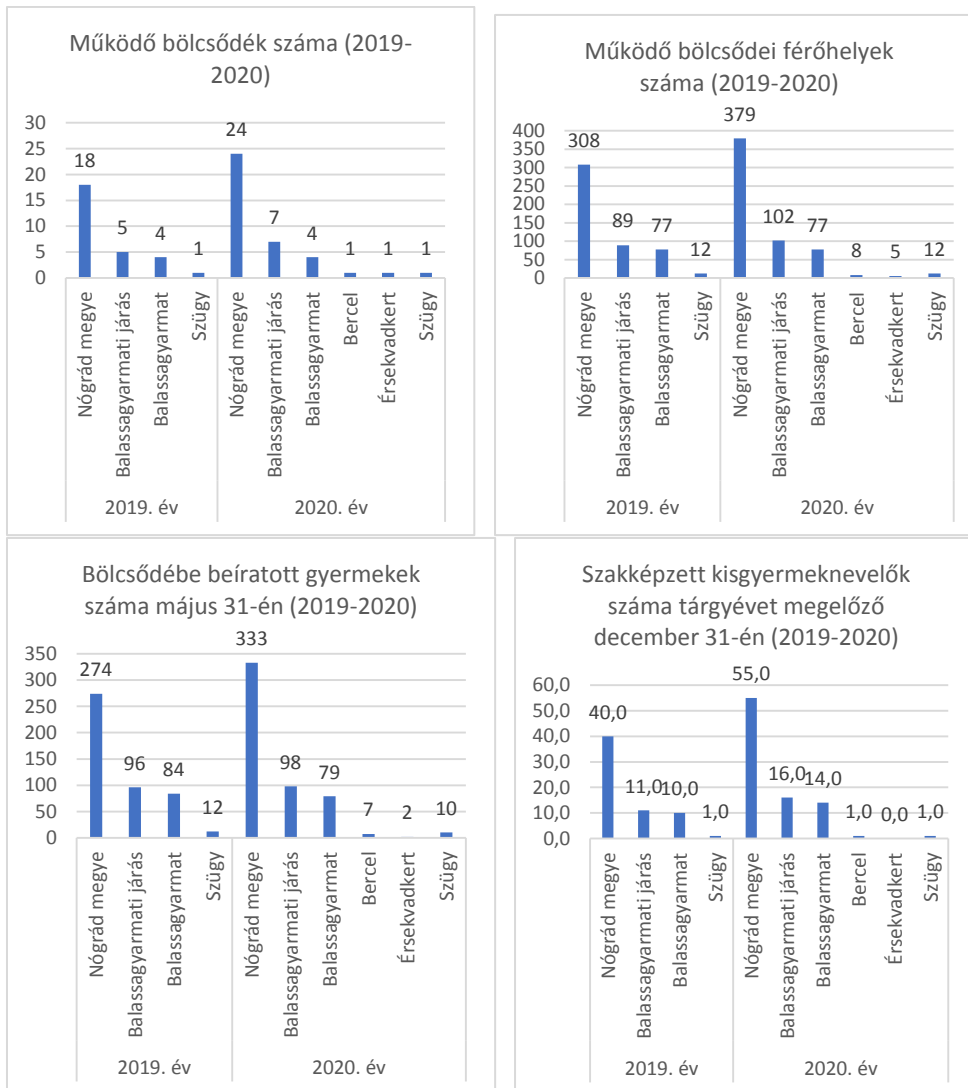 Működő bölcsődék száma (2019-
2020)
30
25
20
15
10
5
0
18
5
4
1
24
7
4
1
1
1
Nógrád megye
Balassagyarmati járás
Balassagyarmat
Szügy
Nógrád megye
Balassagyarmati járás
Balassagyarmat
Bercel
Érsekvadkert
Szügy
2019. év
2020. év
Működő bölcsődei férőhelyek
száma (2019-2020)
400
350
300
250
200
150
100
50
0
308
89
77
12
379
102
77
8
5
12
Nógrád megye
Balassagyarmati járás
Balassagyarmat
Szügy
Nógrád megye
Balassagyarmati járás
Balassagyarmat
Bercel
Érsekvadkert
Szügy
2019. év
2020. év
Bölcsődébe beíratott gyermekek
száma május 31-én (2019-2020)
350
300
250
200
150
100
50
0
274
96
84
12
333
98
79
7
2
10
Nógrád megye
Balassagyarmati járás
Balassagyarmat
Szügy
Nógrád megye
Balassagyarmati járás
Balassagyarmat
Bercel
Érsekvadkert
Szügy
2019. év
2020. év
Szakképzett kisgyermeknevelők
száma tárgyévet megelőző
december 31-én (2019-2020)
60,0
50,0
40,0
30,0
20,0
10,0
0,0
40,0
11,0
10,0
1,0
55,0
16,0
14,0
1,0
0,0
1,0
Nógrád megye
Balassagyarmati járás
Balassagyarmat
Szügy
Nógrád megye
Balassagyarmati járás
Balassagyarmat
Bercel
Érsekvadkert
Szügy
2019. év
2020. év